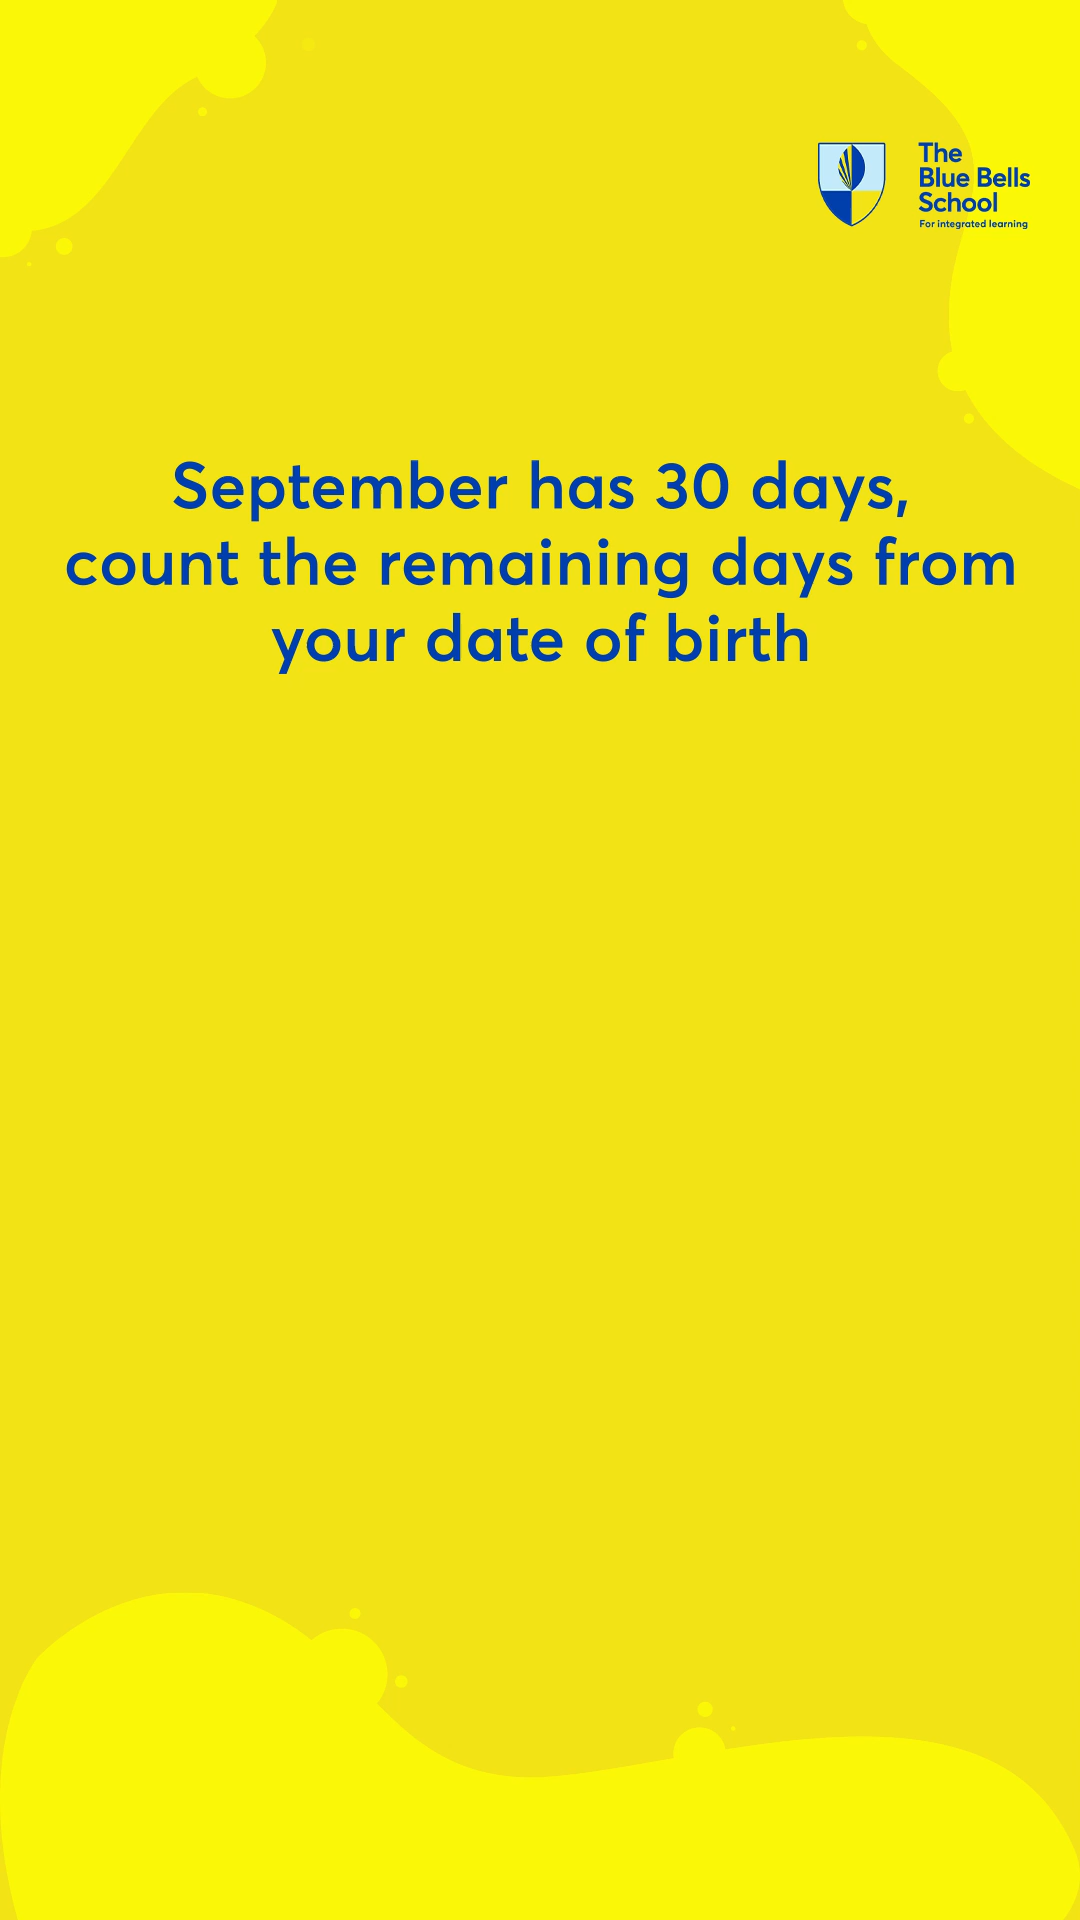 The
Blue Bells
School
For integrated learning
September has 30 days,
count the remaining days from
your date of birth